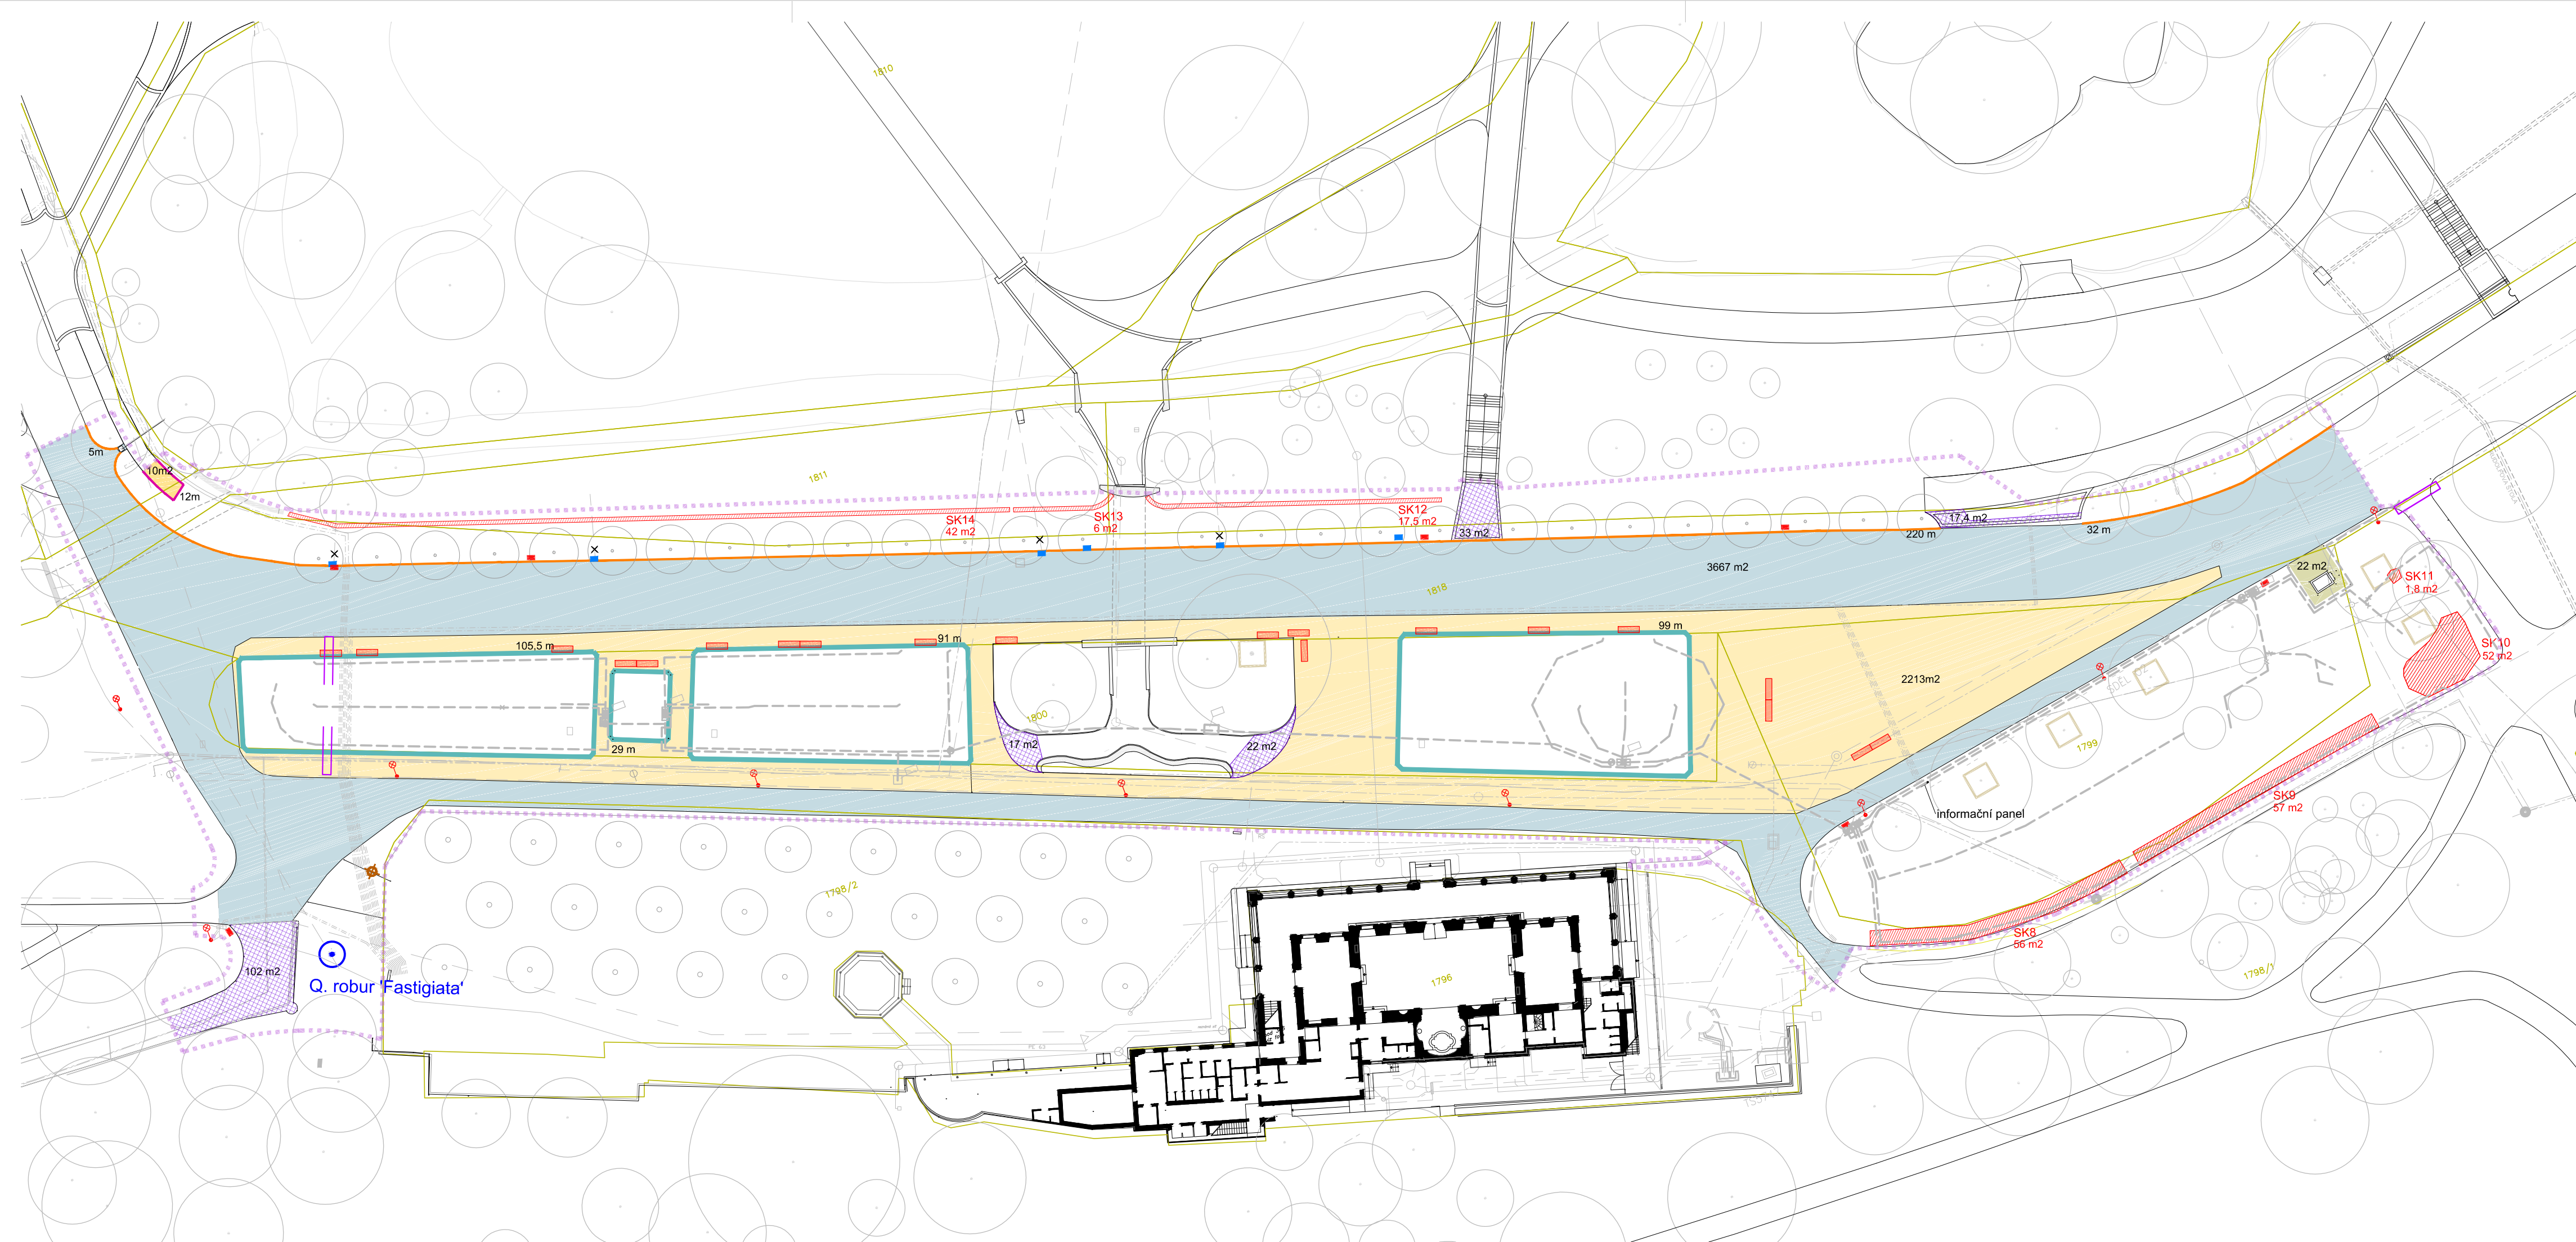 1810
5m
10m2
12m
1811
SK14
42 m2
SK13
6 m2
SK12
17,5 m2
33 m2
17,4 m2
220 m
32 m
3667 m2
1818
22 m2
SK11
1,8 m2
105,5 m
91 m
99 m
SK10
52 m2
2213m2
1800
17 m2
22 m2
29 m
1799
SK9
57 m2
informační panel
1798/2
SK8
56 m2
102 m2
Q. robur 'Fastigiata'
1796
1798/1
PE 63